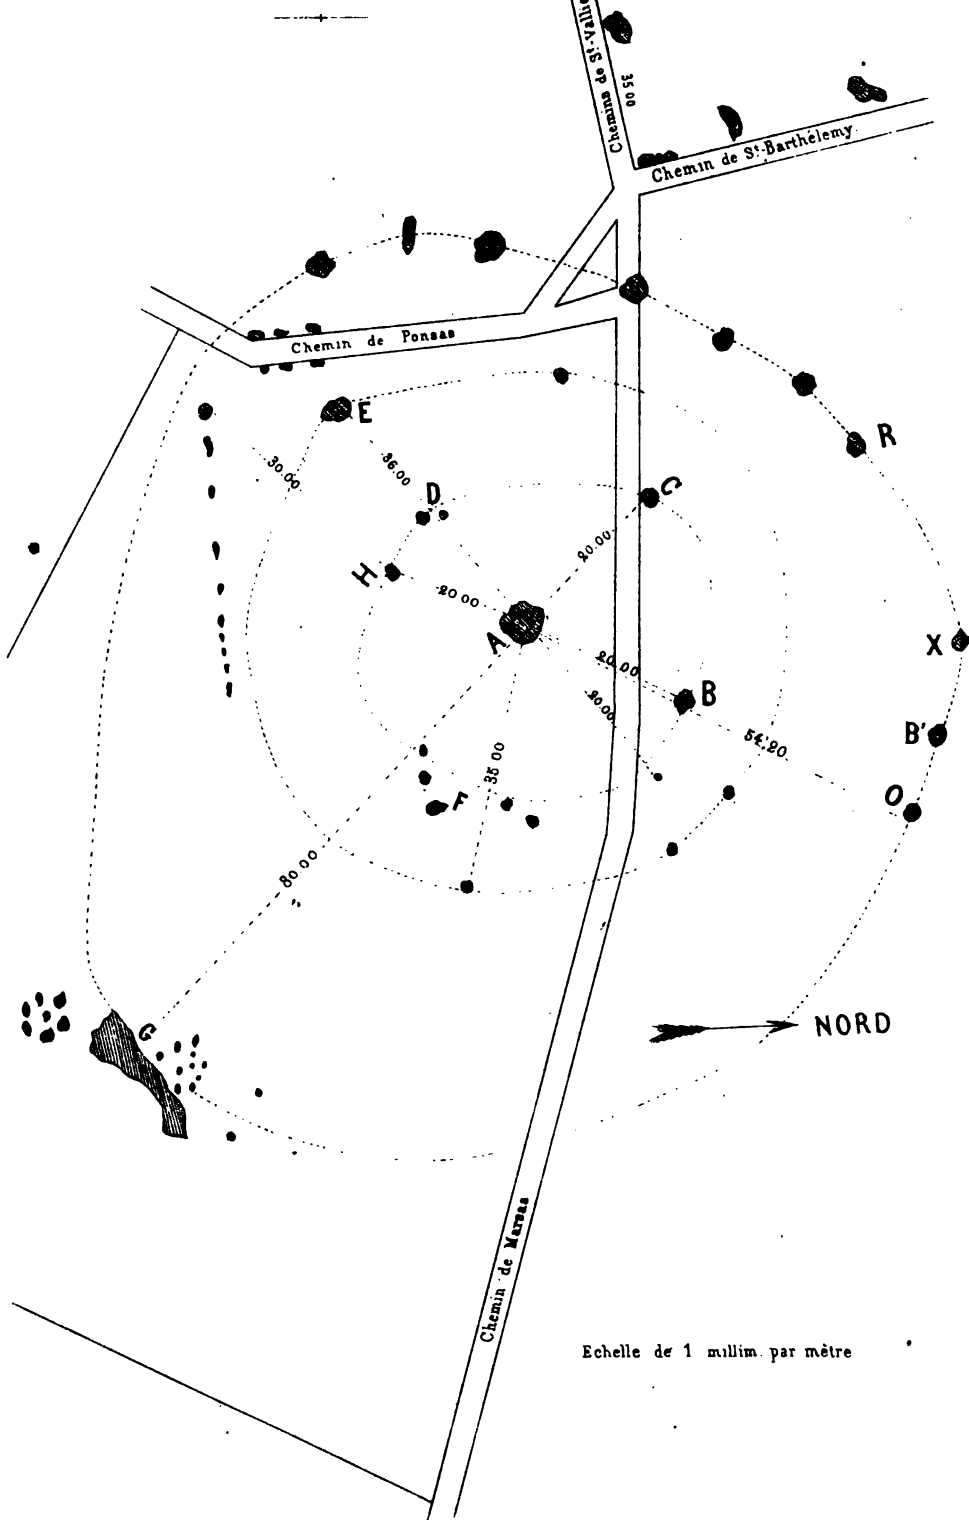 Chemins de St-Vallie
35 00
Chemin de St-Barthélemy
Chemin de Ponsas
R
E
30.00
36.00
D
C
H
20.00
20 00
A
20.00
X
B
20.00
B'
54,20
O
35 00
F
80.00
G
NORD
Chemin de Marsas
Echelle de 1 millim. par mètre